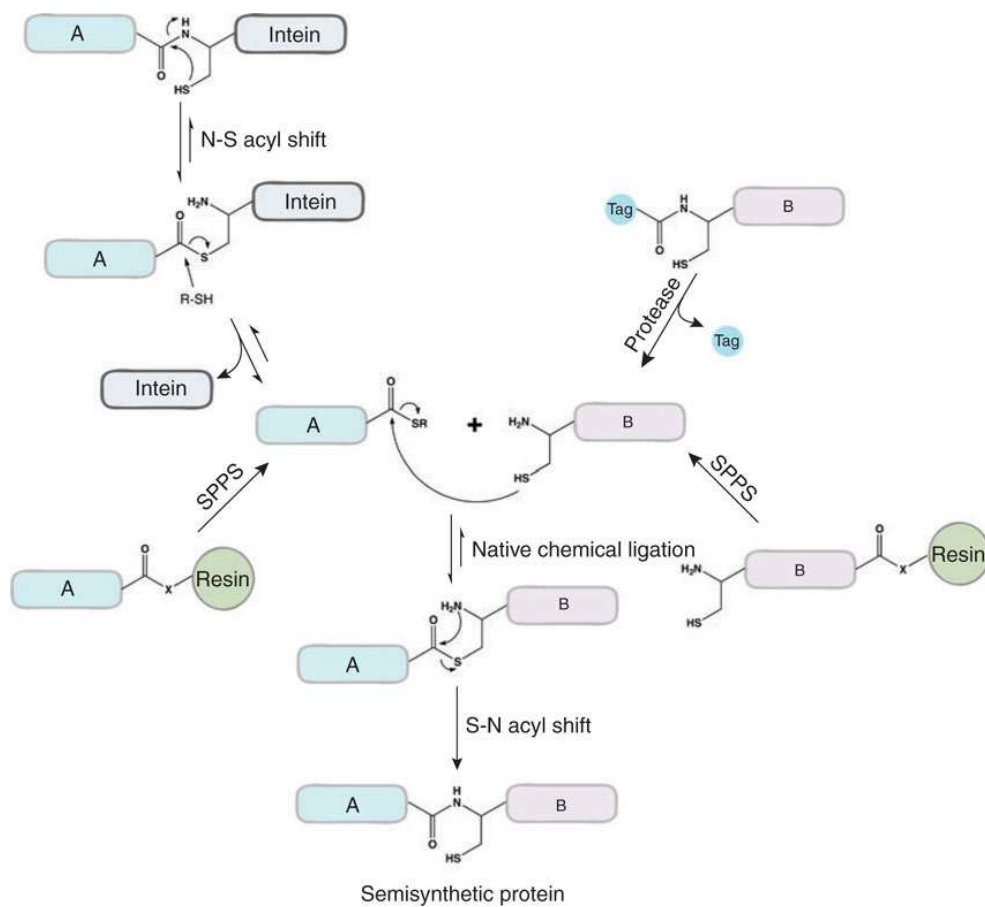 A
H
N
Intein
O
HS
N-S acyl shift
H₂N
Intein
O
A
S
R-SH
Tag
H
N
B
O
HS
Protease
Tag
Intein
O
A
SR
+
H₂N
B
HS
SPPS
SPPS
O
A
X
Resin
Native chemical ligation
H₂N
B
O
X
Resin
HS
H₂N
B
O
A
S
S-N acyl shift
A
H
N
B
O
HS
Semisynthetic protein